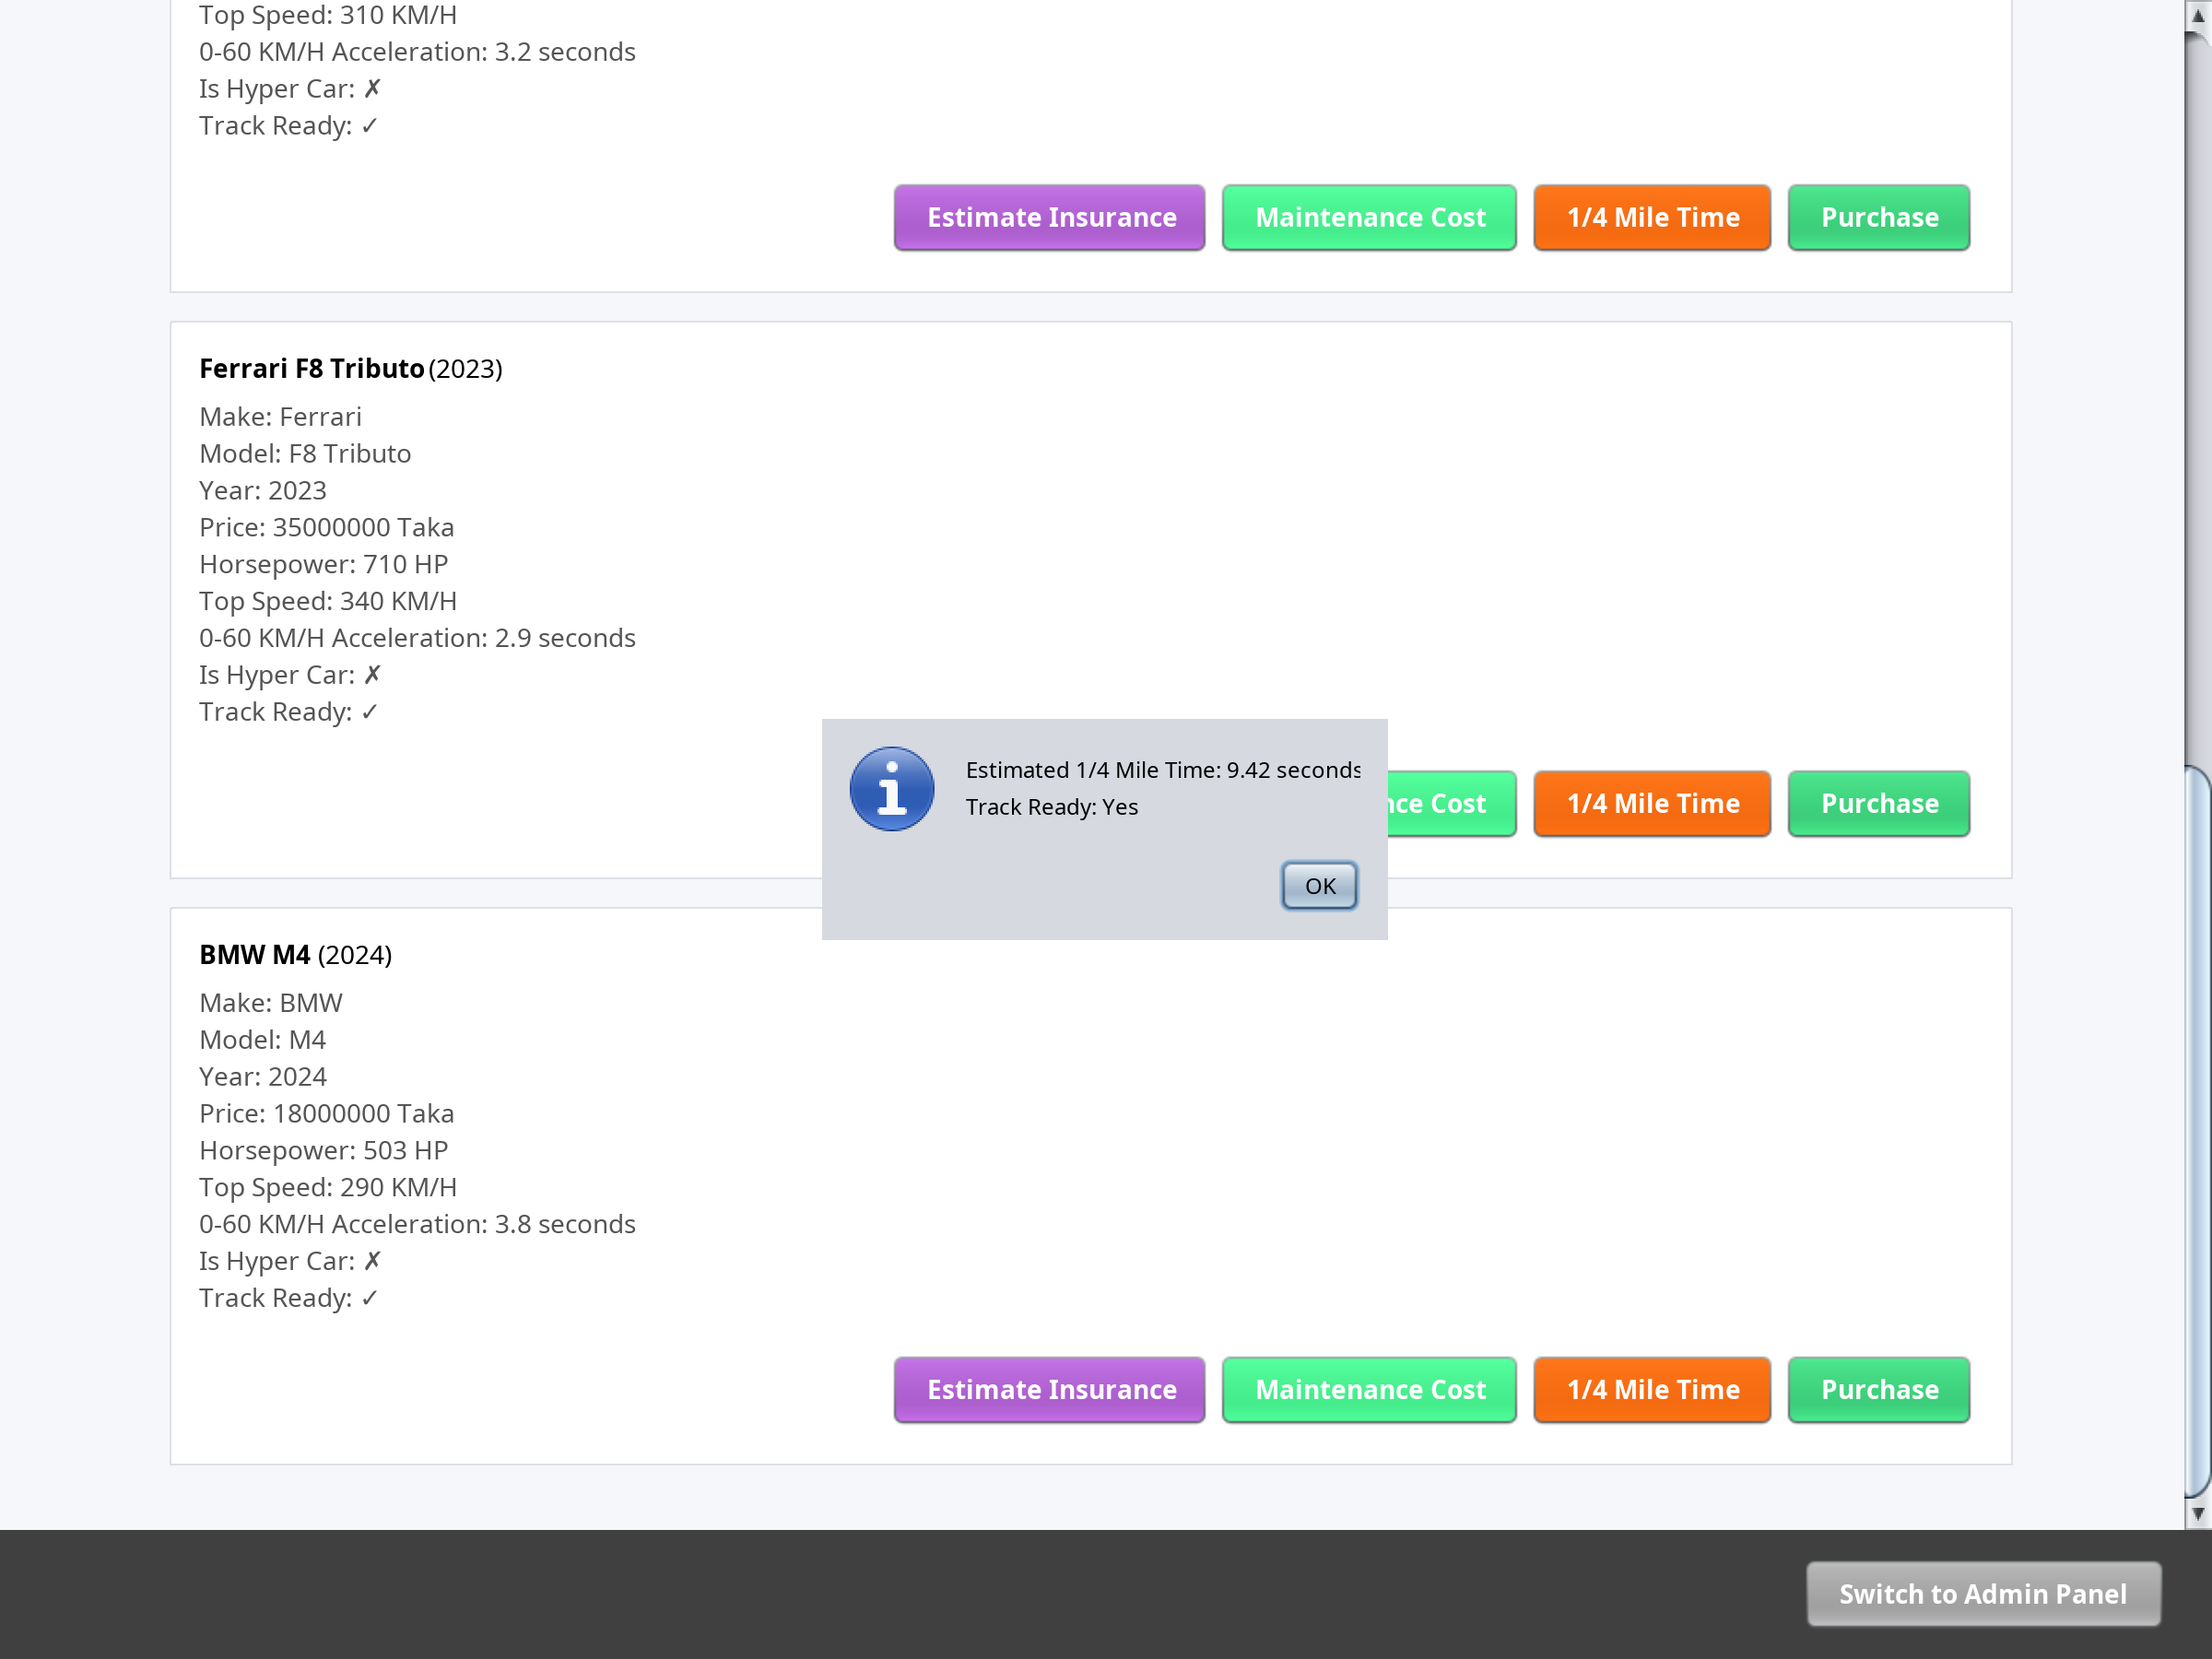 Top Speed: 310 KM/H
0-60 KM/H Acceleration: 3.2 seconds
Is Hyper Car: ✗
Track Ready: ✓
Estimate Insurance Maintenance Cost 1/4 Mile Time Purchase
Ferrari F8 Tributo (2023)
Make: Ferrari
Model: F8 Tributo
Year: 2023
Price: 35000000 Taka
Horsepower: 710 HP
Top Speed: 340 KM/H
0-60 KM/H Acceleration: 2.9 seconds
Is Hyper Car: ✗
Track Ready: ✓
Estimated 1/4 Mile Time: 9.42 seconds
Track Ready: Yes
OK
Cost 1/4 Mile Time Purchase
BMW M4 (2024)
Make: BMW
Model: M4
Year: 2024
Price: 18000000 Taka
Horsepower: 503 HP
Top Speed: 290 KM/H
0-60 KM/H Acceleration: 3.8 seconds
Is Hyper Car: ✗
Track Ready: ✓
Estimate Insurance Maintenance Cost 1/4 Mile Time Purchase
Switch to Admin Panel